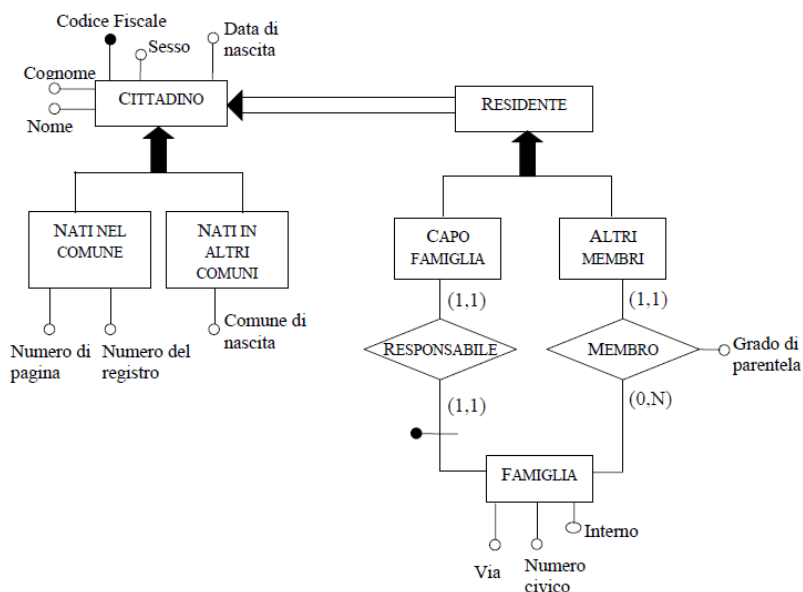 Codice Fiscale
Sesso
Data di
nascita
Cognome
Nome
CITTADINO
RESIDENTE
NATI NEL
COMUNE
NATI IN
ALTRI
COMUNI
CAPO
FAMIGLIA
ALTRI
MEMBRI
Numero di
pagina
Numero del
registro
Comune di
nascita
(1,1)
(1,1)
RESPONSABILE
MEMBRO
Grado di
parentela
(1,1)
(0,N)
FAMIGLIA
Via
Numero
civico
Interno